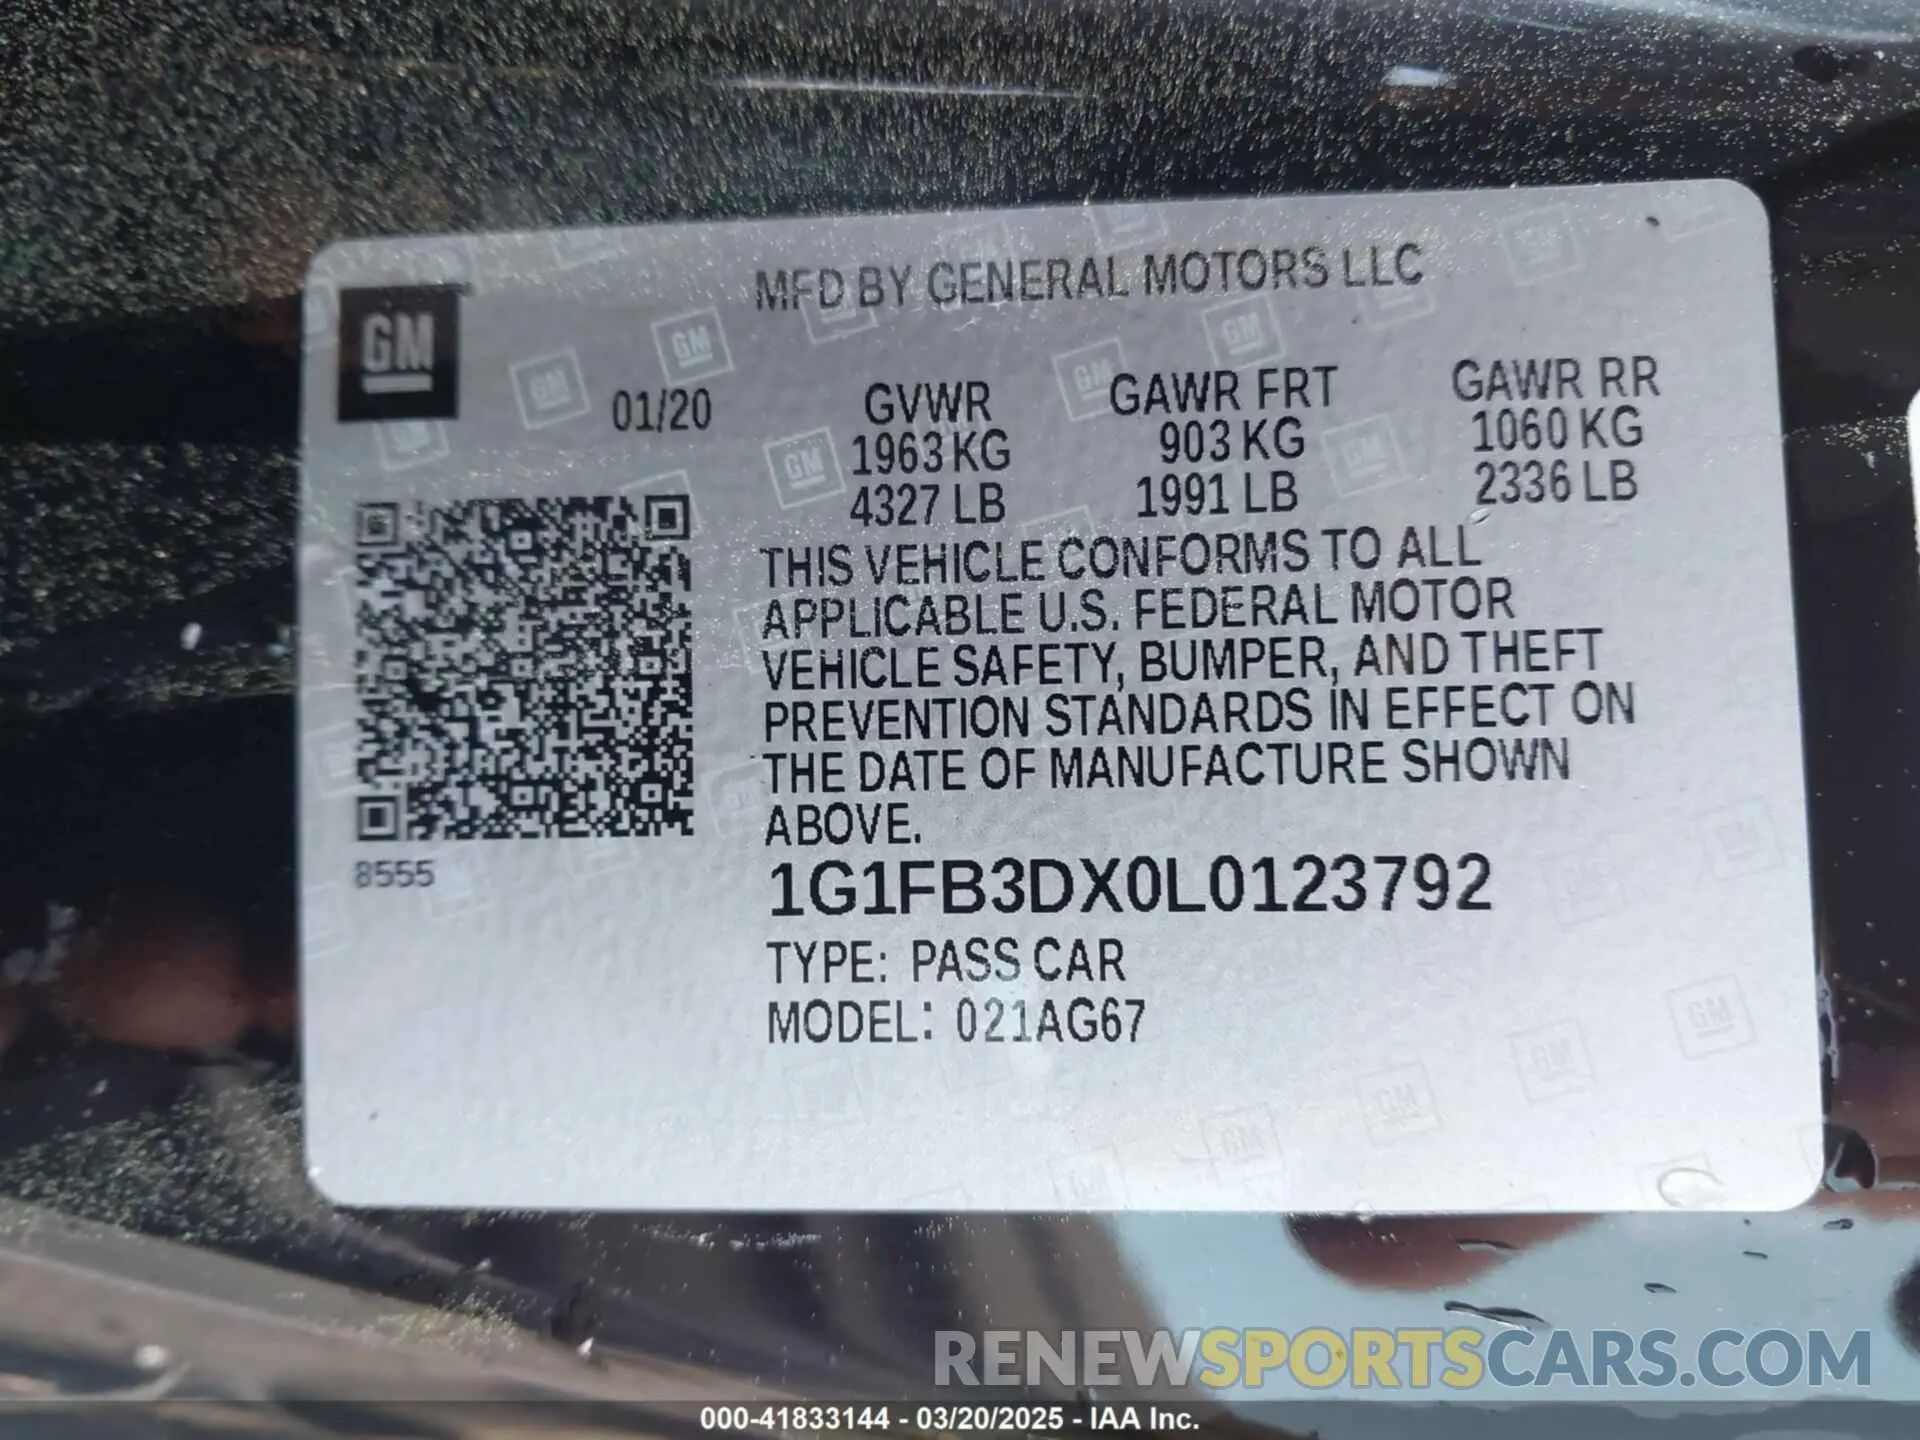 MFD BY GENERAL MOTORS LLC
GM
01/20
GVWR
1963 KG
4327 LB
GAWR FRT
903 KG
1991 LB
GAWR RR
1060 KG
2336 LB
THIS VEHICLE CONFORMS TO ALL
APPLICABLE U.S. FEDERAL MOTOR
VEHICLE SAFETY, BUMPER, AND THEFT
PREVENTION STANDARDS IN EFFECT ON
THE DATE OF MANUFACTURE SHOWN
ABOVE.
8555
1G1FB3DX0L0123792
TYPE: PASS CAR
MODEL: 021AG67
RENEWSPORTSCARS.COM
000-41833144 - 03/20/2025 - IAA Inc.